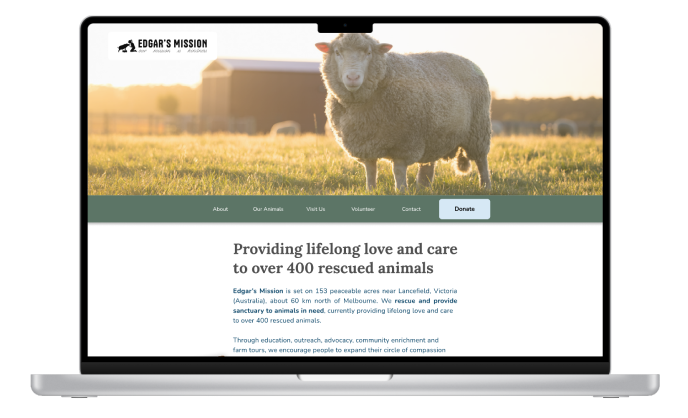 EDGAR'S MISSION
About Our Animals Visit Us Volunteer Contact Donate
Providing lifelong love and care
to over 400 rescued animals
Edgar's Mission is set on 153 peaceable acres near Lancefield, Victoria
(Australia), about 60 km north of Melbourne. We rescue and provide
sanctuary to animals in need, currently providing lifelong love and care
to over 400 rescued animals.
Through education, outreach, advocacy, community enrichment and
farm tours, we encourage people to expand their circle of compassion